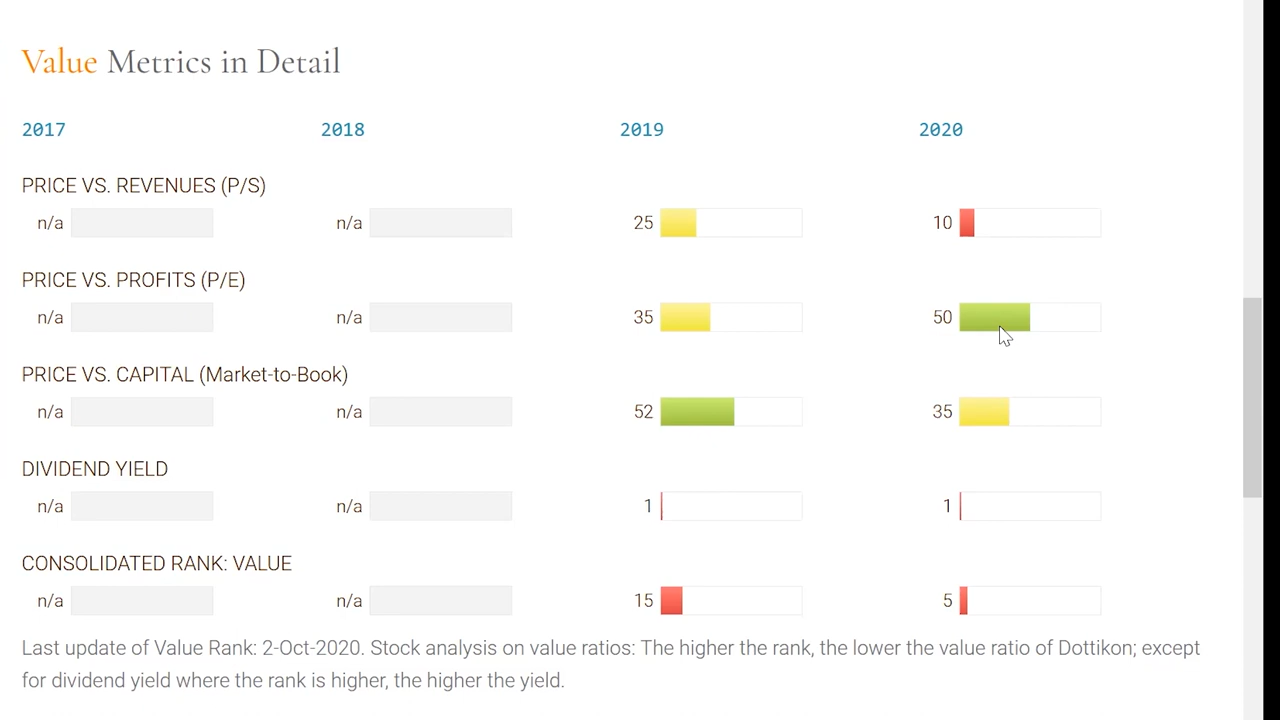 Value Metrics in Detail
2017 2018 2019 2020
PRICE VS. REVENUES (P/S)
n/a n/a 25 10
PRICE VS. PROFITS (P/E)
n/a n/a 35 50
PRICE VS. CAPITAL (Market-to-Book)
n/a n/a 52 35
DIVIDEND YIELD
n/a n/a 1 1
CONSOLIDATED RANK: VALUE
n/a n/a 15 5
Last update of Value Rank: 2-Oct-2020. Stock analysis on value ratios: The higher the rank, the lower the value ratio of Dottikon; except
for dividend yield where the rank is higher, the higher the yield.